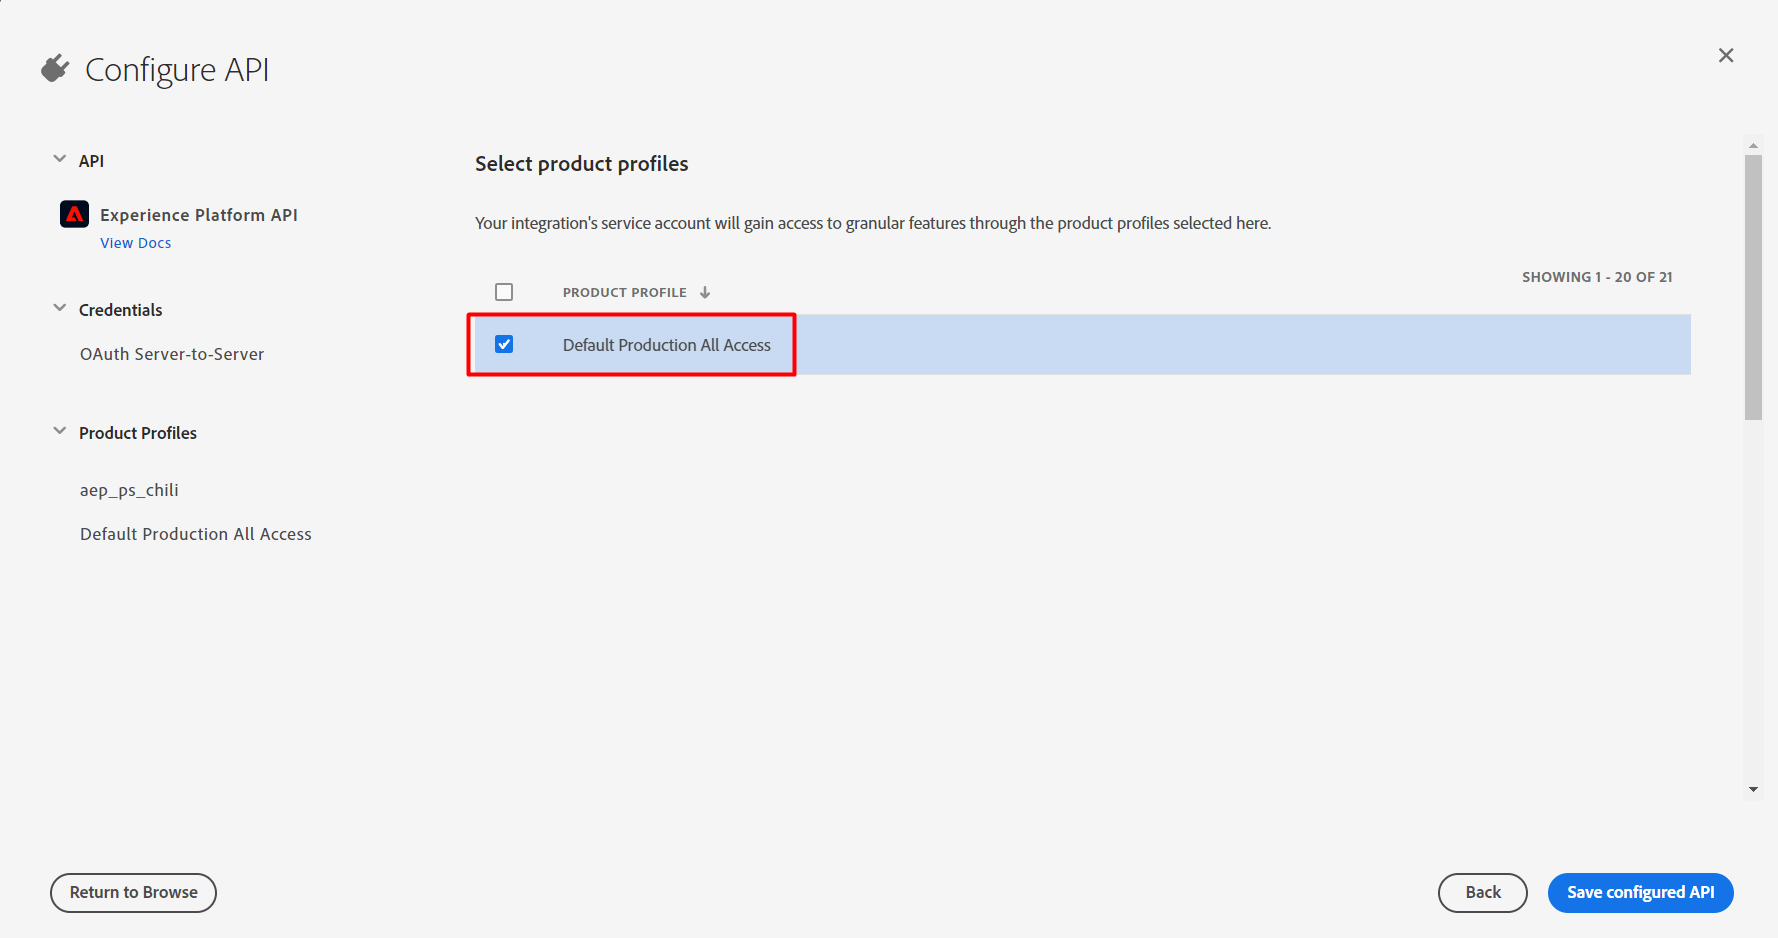 Configure API
API
Experience Platform API
View Docs
Credentials
OAuth Server-to-Server
Product Profiles
aep_ps_chili
Default Production All Access
Select product profiles
Your integration's service account will gain access to granular features through the product profiles selected here.
SHOWING 1 - 20 OF 21
PRODUCT PROFILE
Default Production All Access
Return to Browse
Back
Save configured API